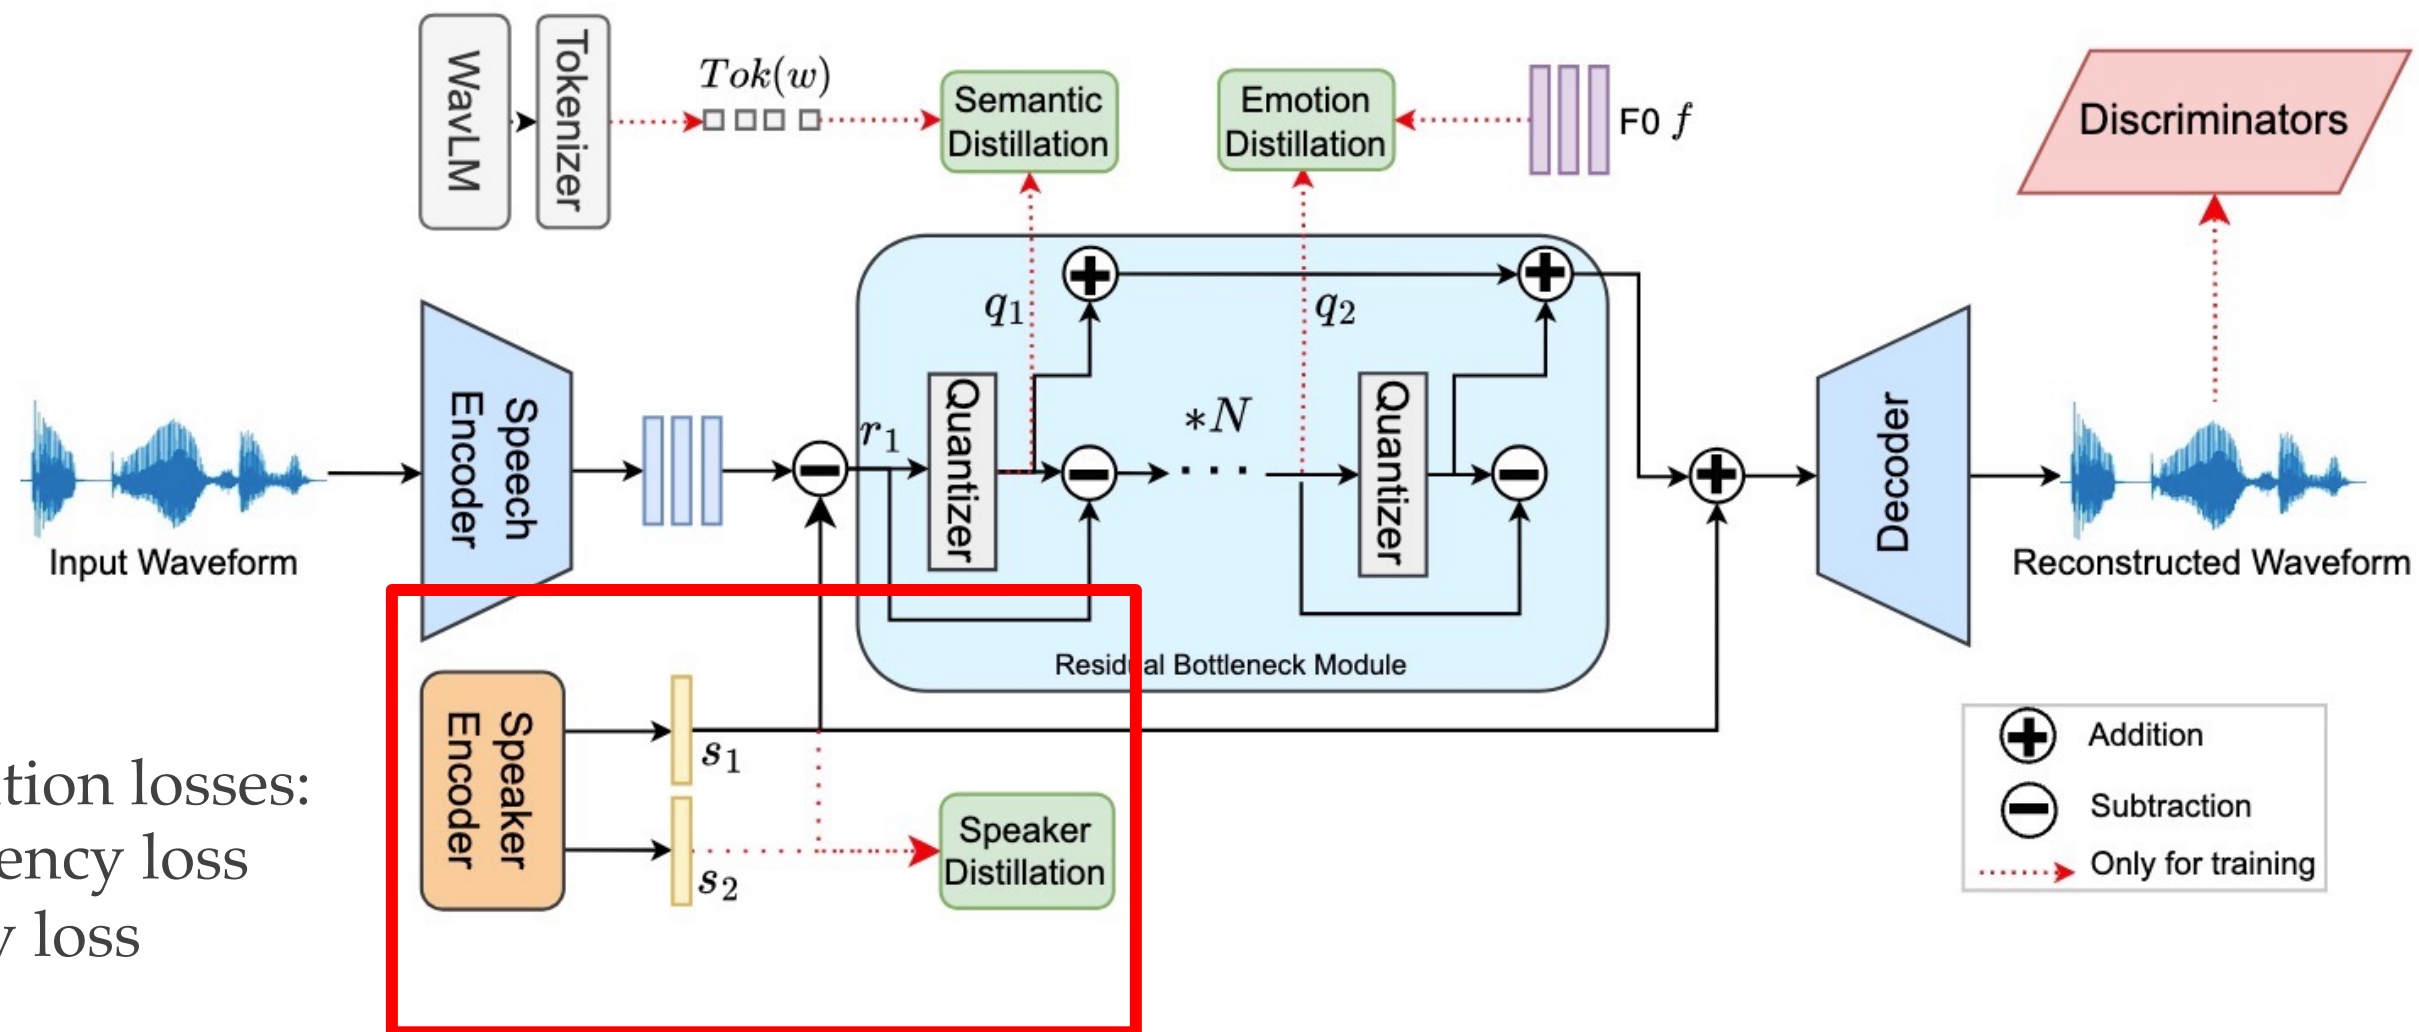 WavLM
Tokenizer
Tok(w)
Semantic
Distillation
Emotion
Distillation
F0 f
Discriminators
q1
q2
Input Waveform
Speech
Encoder
r1
Quantizer
*N
...
Quantizer
Decoder
Reconstructed Waveform
Residual Bottleneck Module
Speaker
Encoder
s1
s2
Speaker
Distillation
Addition
Subtraction
Only for training
tion losses:
ency loss
y loss